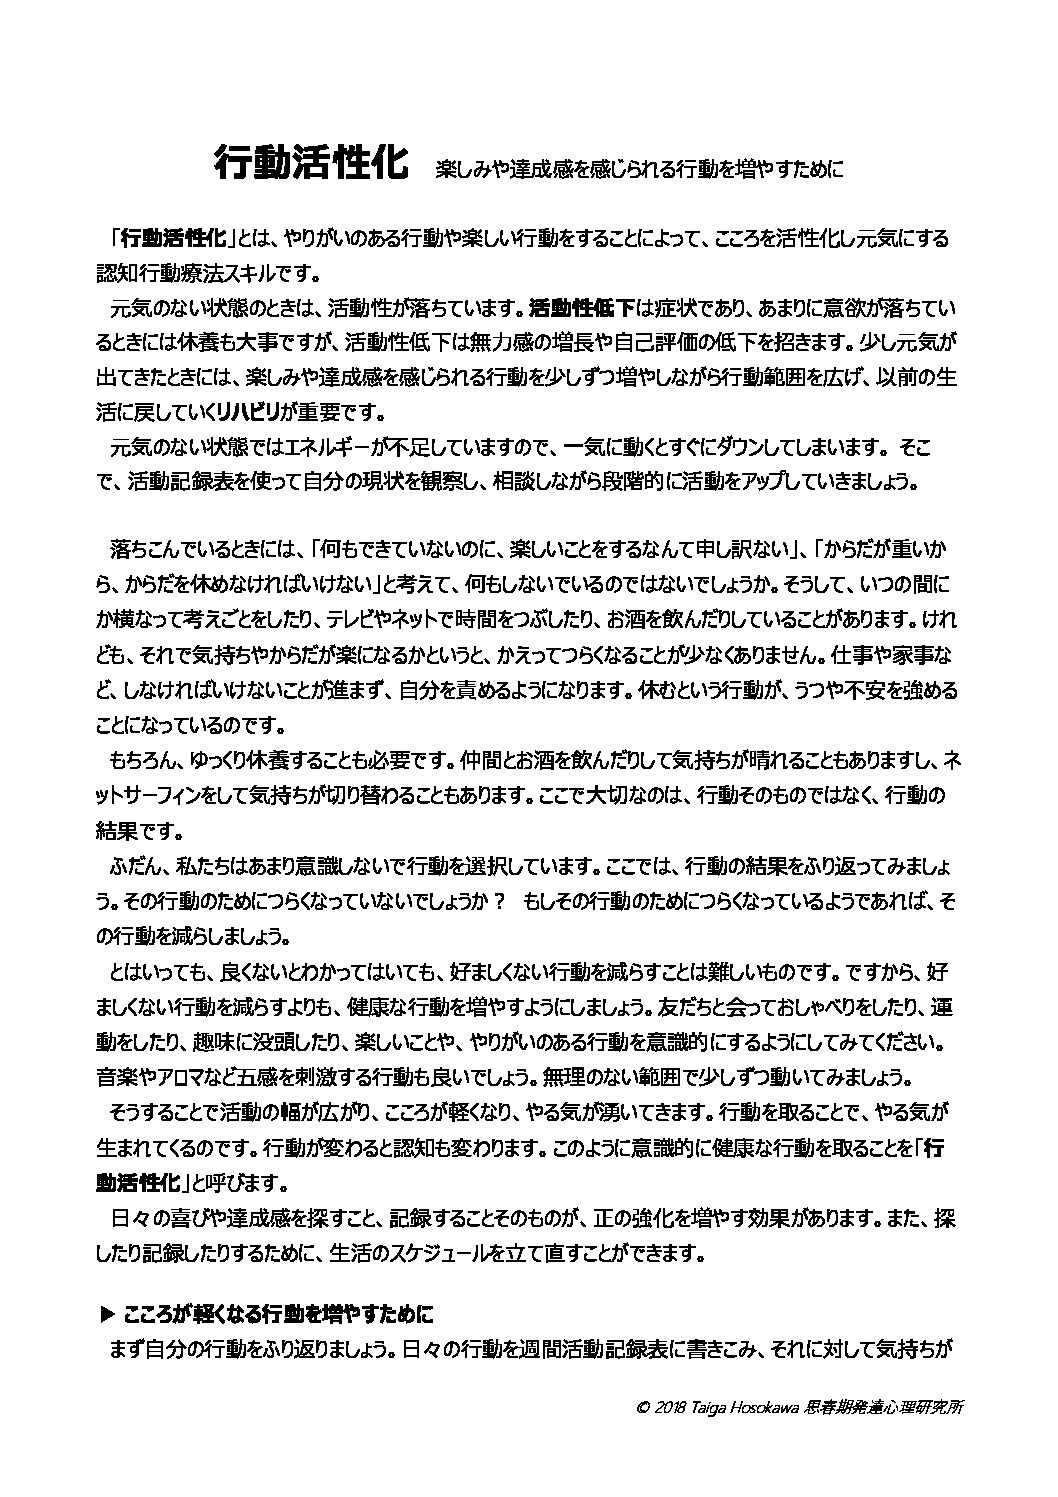 行動活性化 楽しみや達成感を感じられる行動を増やすために
「行動活性化」とは、やりがいのある行動や楽しい行動をすることによって、こころを活性化し元気にする
認知行動療法スキルです。
元気のない状態のときは、活動性が落ちています。活動性低下は症状であり、あまりに意欲が落ちてい
るときには休養も大事ですが、活動性低下は無力感の増長や自己評価の低下を招きます。少し元気が
出てきたときには、楽しみや達成感を感じられる行動を少しずつ増やしながら行動範囲を広げ、以前の生
活に戻していくリハビリが重要です。
元気のない状態ではエネルギーが不足していますので、一気に動くとすぐにダウンしてしまいます。そこ
で、活動記録表を使って自分の現状を観察し、相談しながら段階的に活動をアップしていきましょう。
落ちこんでいるときには、「何もできていないのに、楽しいことをするなんて申し訳ない」、「からだが重いか
ら、からだを休めなければいけない」と考えて、何もしないでいるのではないでしょうか。そうして、いつの間に
か横なって考えごとをしたり、テレビやネットで時間をつぶしたり、お酒を飲んだりしていることがあります。けれ
ども、それで気持ちやからだが楽になるかというと、かえってつらくなることが少なくありません。仕事や家事な
ど、しなければいけないことが進まず、自分を責めるようになります。休むという行動が、うつや不安を強める
ことになっているのです。
もちろん、ゆっくり休養することも必要です。仲間とお酒を飲んだりして気持ちが晴れることもありますし、ネ
ットサーフィンをして気持ちが切り替わることもあります。ここで大切なのは、行動そのものではなく、行動の
結果です。
ふだん、私たちはあまり意識しないで行動を選択しています。ここでは、行動の結果をふり返ってみましょ
う。その行動のためにつらくなっていないでしょうか？ もしその行動のためにつらくなっているようであれば、そ
の行動を減らしましょう。
とはいっても、良くないとわかってはいても、好ましくない行動を減らすことは難しいものです。ですから、好
ましくない行動を減らすよりも、健康な行動を増やすようにしましょう。友だちと会っておしゃべりをしたり、運
動をしたり、趣味に没頭したり、楽しいことや、やりがいのある行動を意識的にするようにしてみてください。
音楽やアロマなど五感を刺激する行動も良いでしょう。無理のない範囲で少しずつ動いてみましょう。
そうすることで活動の幅が広がり、こころが軽くなり、やる気が湧いてきます。行動を取ることで、やる気が
生まれてくるのです。行動が変わると認知も変わります。このように意識的に健康な行動を取ることを「行
動活性化」と呼びます。
日々の喜びや達成感を探すこと、記録することそのものが、正の強化を増やす効果があります。また、探
したり記録したりするために、生活のスケジュールを立て直すことができます。
▶ こころが軽くなる行動を増やすために
まず自分の行動をふり返りましょう。日々の行動を週間活動記録表に書きこみ、それに対して気持ちが
© 2018 Taiga Hosokawa 思春期発達心理研究所